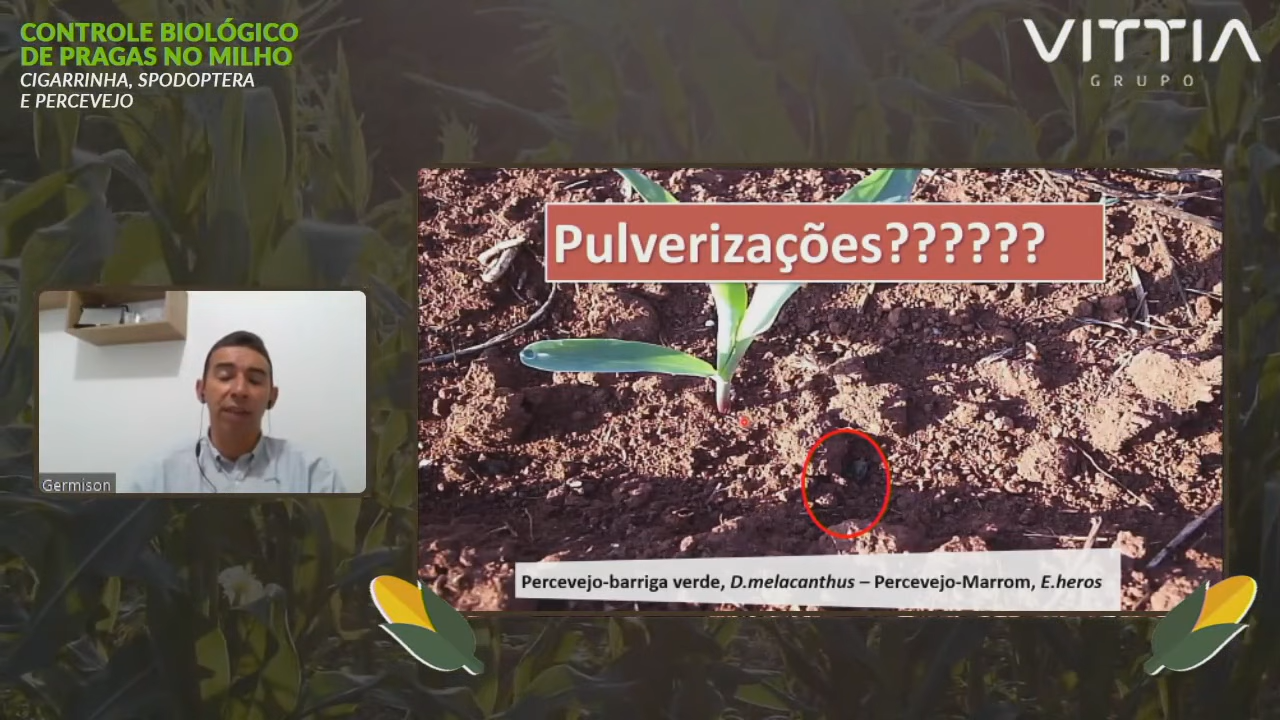 CONTROLE BIOLÓGICO
DE PRAGAS NO MILHO
CIGARRINHA, SPODOPTERA
E PERCEVEJO
VITTIA
GRUPO
Pulverizações??????
Germison
Percevejo-barriga verde, D.melacanthus – Percevejo-Marrom, E.heros